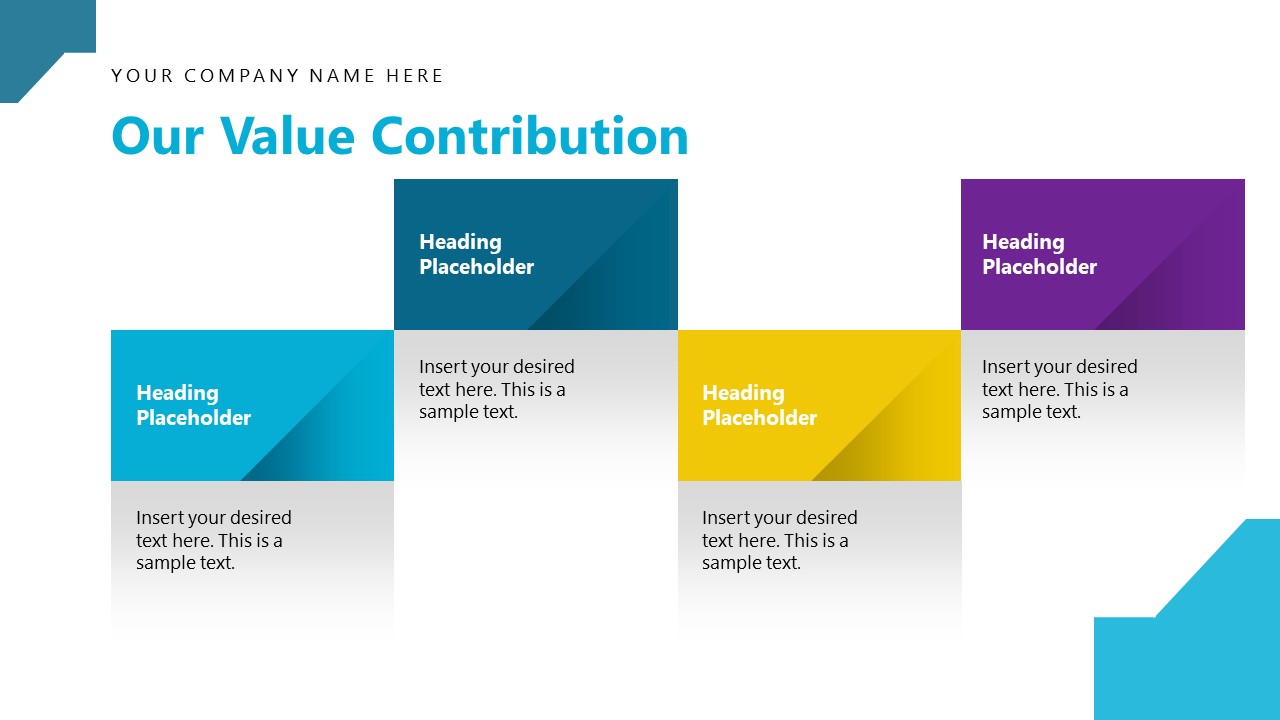 YOUR COMPANY NAME HERE
Our Value Contribution
Heading
Placeholder
Insert your desired
text here. This is a
sample text.
Heading
Placeholder
Insert your desired
text here. This is a
sample text.
Heading
Placeholder
Insert your desired
text here. This is a
sample text.
Heading
Placeholder
Insert your desired
text here. This is a
sample text.